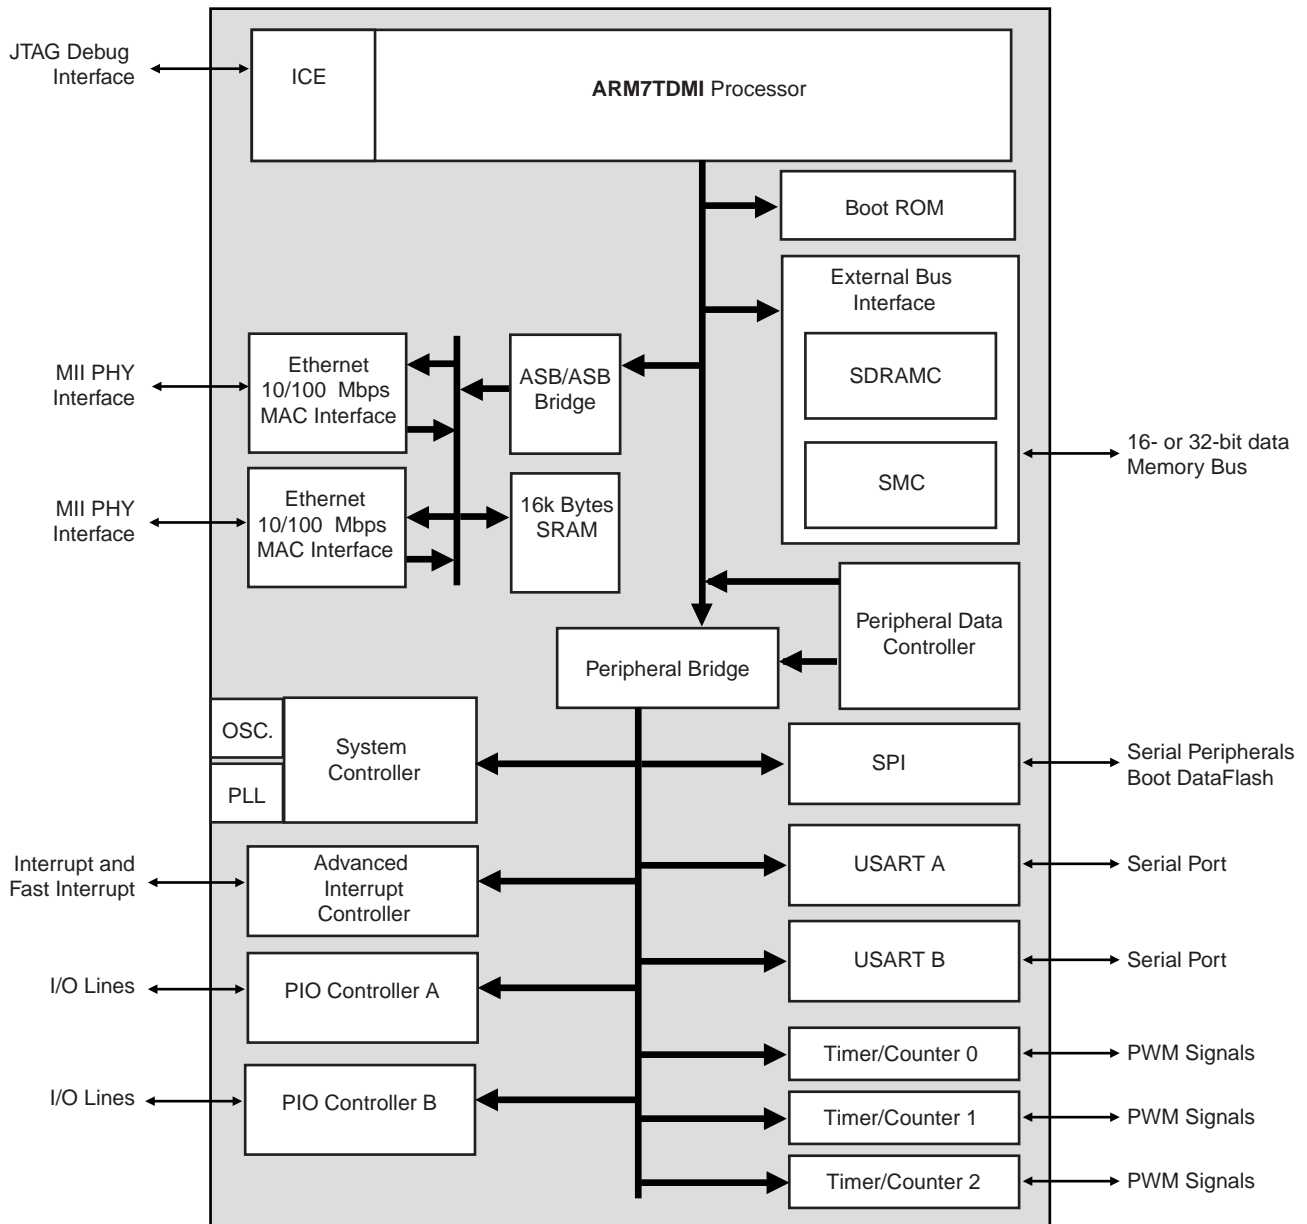 JTAG Debug
Interface
ICE
ARM7TDMI Processor
Boot ROM
External Bus
Interface
SDRAMC
SMC
16- or 32-bit data
Memory Bus
MII PHY
Interface
Ethernet
10/100 Mbps
MAC Interface
ASB/ASB
Bridge
MII PHY
Interface
Ethernet
10/100 Mbps
MAC Interface
16k Bytes
SRAM
Peripheral Data
Controller
Peripheral Bridge
OSC.
PLL
System
Controller
SPI
Serial Peripherals
Boot DataFlash
Interrupt and
Fast Interrupt
Advanced
Interrupt
Controller
USART A
Serial Port
USART B
Serial Port
I/O Lines
PIO Controller A
Timer/Counter 0
PWM Signals
I/O Lines
PIO Controller B
Timer/Counter 1
PWM Signals
Timer/Counter 2
PWM Signals